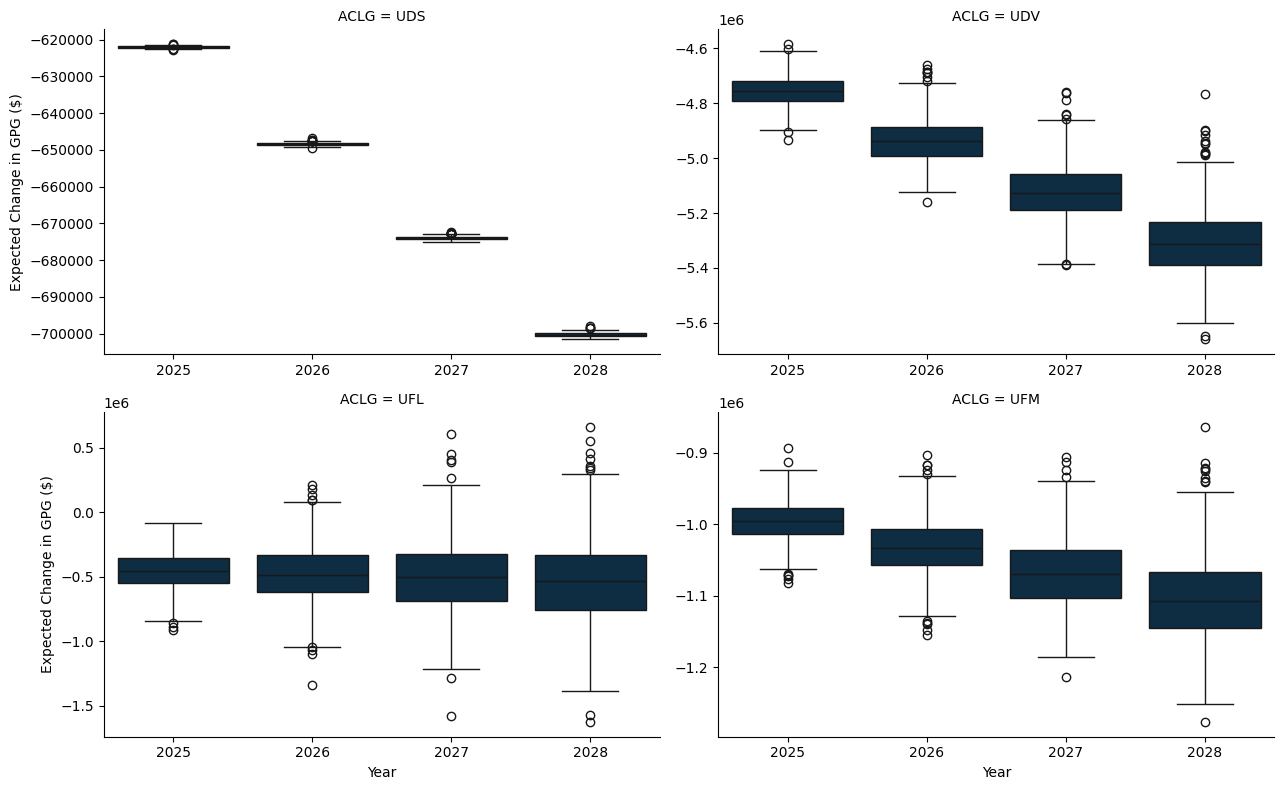 ACLG = UDS
Expected Change in GPG ($)
−620000
−630000
−640000
−650000
−660000
−670000
−680000
−690000
−700000
2025 2026 2027 2028
ACLG = UDV
1e6
−4.6
−4.8
−5.0
−5.2
−5.4
−5.6
2025 2026 2027 2028
ACLG = UFL
1e6
Expected Change in GPG ($)
0.5
0.0
−0.5
−1.0
−1.5
2025 2026 2027 2028
Year
ACLG = UFM
1e6
−0.9
−1.0
−1.1
−1.2
2025 2026 2027 2028
Year